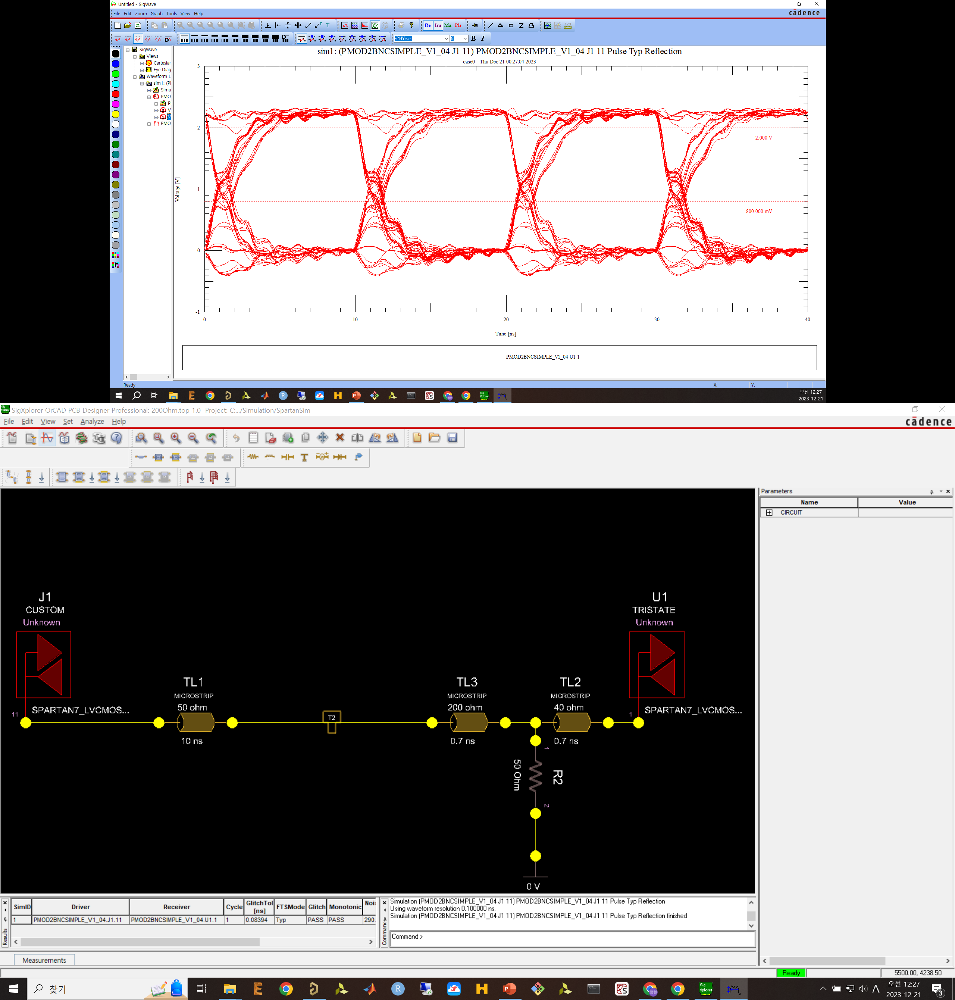 Untitled - SigWave
File Edit Zoom Graph Tools View Help
cādence
Re Im Ma Ph
B I
SigWave
Views
Cartesian
Eye Diag
Waveform L
sim1: (PI
Simu
PMO
Pi
V
V
PMO
sim1: (PMOD2BNCSIMPLE_V1_04 J1 11) PMOD2BNCSIMPLE_V1_04 J1 11 Pulse Typ Reflection
case0 - Thu Dec 21 00:27:04 2023
3
2
1
0
-1
Voltage [V]
2.000 V
800.000 mV
0 10 20 30 40
Time [ns]
PMOD2BNCSIMPLE_V1_04 U1 1
Ready
X: Y:
오전 12:27
2023-12-21
SigXplorer OrCAD PCB Designer Professional: 200Ohm.top 1.0 Project: C:.../Simulation/SpartanSim
File Edit View Set Analyze Help
cādence
Parameters
Name Value
CIRCUIT
J1
CUSTOM
Unknown
11
SPARTAN7_LVCMOS...
TL1
MICROSTRIP
50 ohm
10 ns
T2
TL3
MICROSTRIP
200 ohm
0.7 ns
TL2
MICROSTRIP
40 ohm
0.7 ns
U1
TRISTATE
Unknown
1
SPARTAN7_LVCMOS...
1
50 Ohm
R2
2
0 V
SimID Driver Receiver Cycle GlitchTol [ns] FTSMode Glitch Monotonic Noi
1 PMOD2BNCSIMPLE_V1_04.J1.11 PMOD2BNCSIMPLE_V1_04.U1.1 1 0.08394 Typ PASS PASS 290.
Results
Simulation (PMOD2BNCSIMPLE_V1_04 J1 11) PMOD2BNCSIMPLE_V1_04 J1 11 Pulse Typ Reflection
Using waveform resolution 0.100000 ns.
Simulation (PMOD2BNCSIMPLE_V1_04 J1 11) PMOD2BNCSIMPLE_V1_04 J1 11 Pulse Typ Reflection finished
Command >
Command
Measurements
Ready
5500.00, 4238.50
찾기
A
오전 12:27
2023-12-21
3